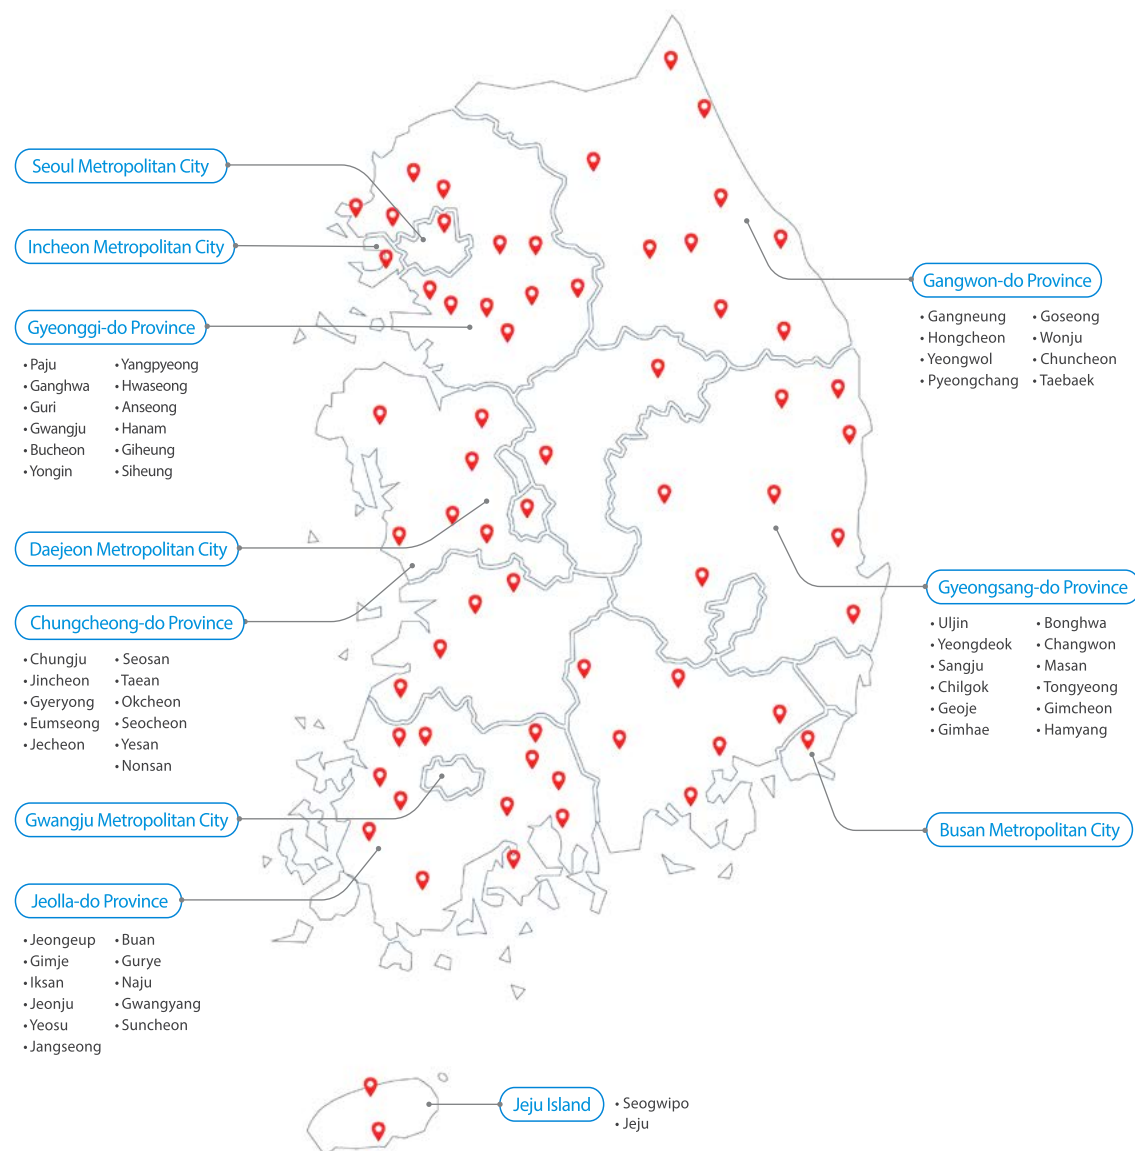 Seoul Metropolitan City
Incheon Metropolitan City
Gyeonggi-do Province
• Paju
• Ganghwa
• Guri
• Gwangju
• Bucheon
• Yongin
• Yangpyeong
• Hwaseong
• Anseong
• Hanam
• Giheung
• Siheung
Daejeon Metropolitan City
Chungcheong-do Province
• Chungju
• Jincheon
• Gyeryong
• Eumseong
• Jecheon
• Seosan
• Taean
• Okcheon
• Seocheon
• Yesan
• Nonsan
Gwangju Metropolitan City
Jeolla-do Province
• Jeongeup
• Gimje
• Iksan
• Jeonju
• Yeosu
• Jangseong
• Buan
• Gurye
• Naju
• Gwangyang
• Suncheon
Gangwon-do Province
• Gangneung
• Hongcheon
• Yeongwol
• Pyeongchang
• Goseong
• Wonju
• Chuncheon
• Taebaek
Gyeongsang-do Province
• Uljin
• Yeongdeok
• Sangju
• Chilgok
• Geoje
• Gimhae
• Bonghwa
• Changwon
• Masan
• Tongyeong
• Gimcheon
• Hamyang
Busan Metropolitan City
Jeju Island
• Seogwipo
• Jeju